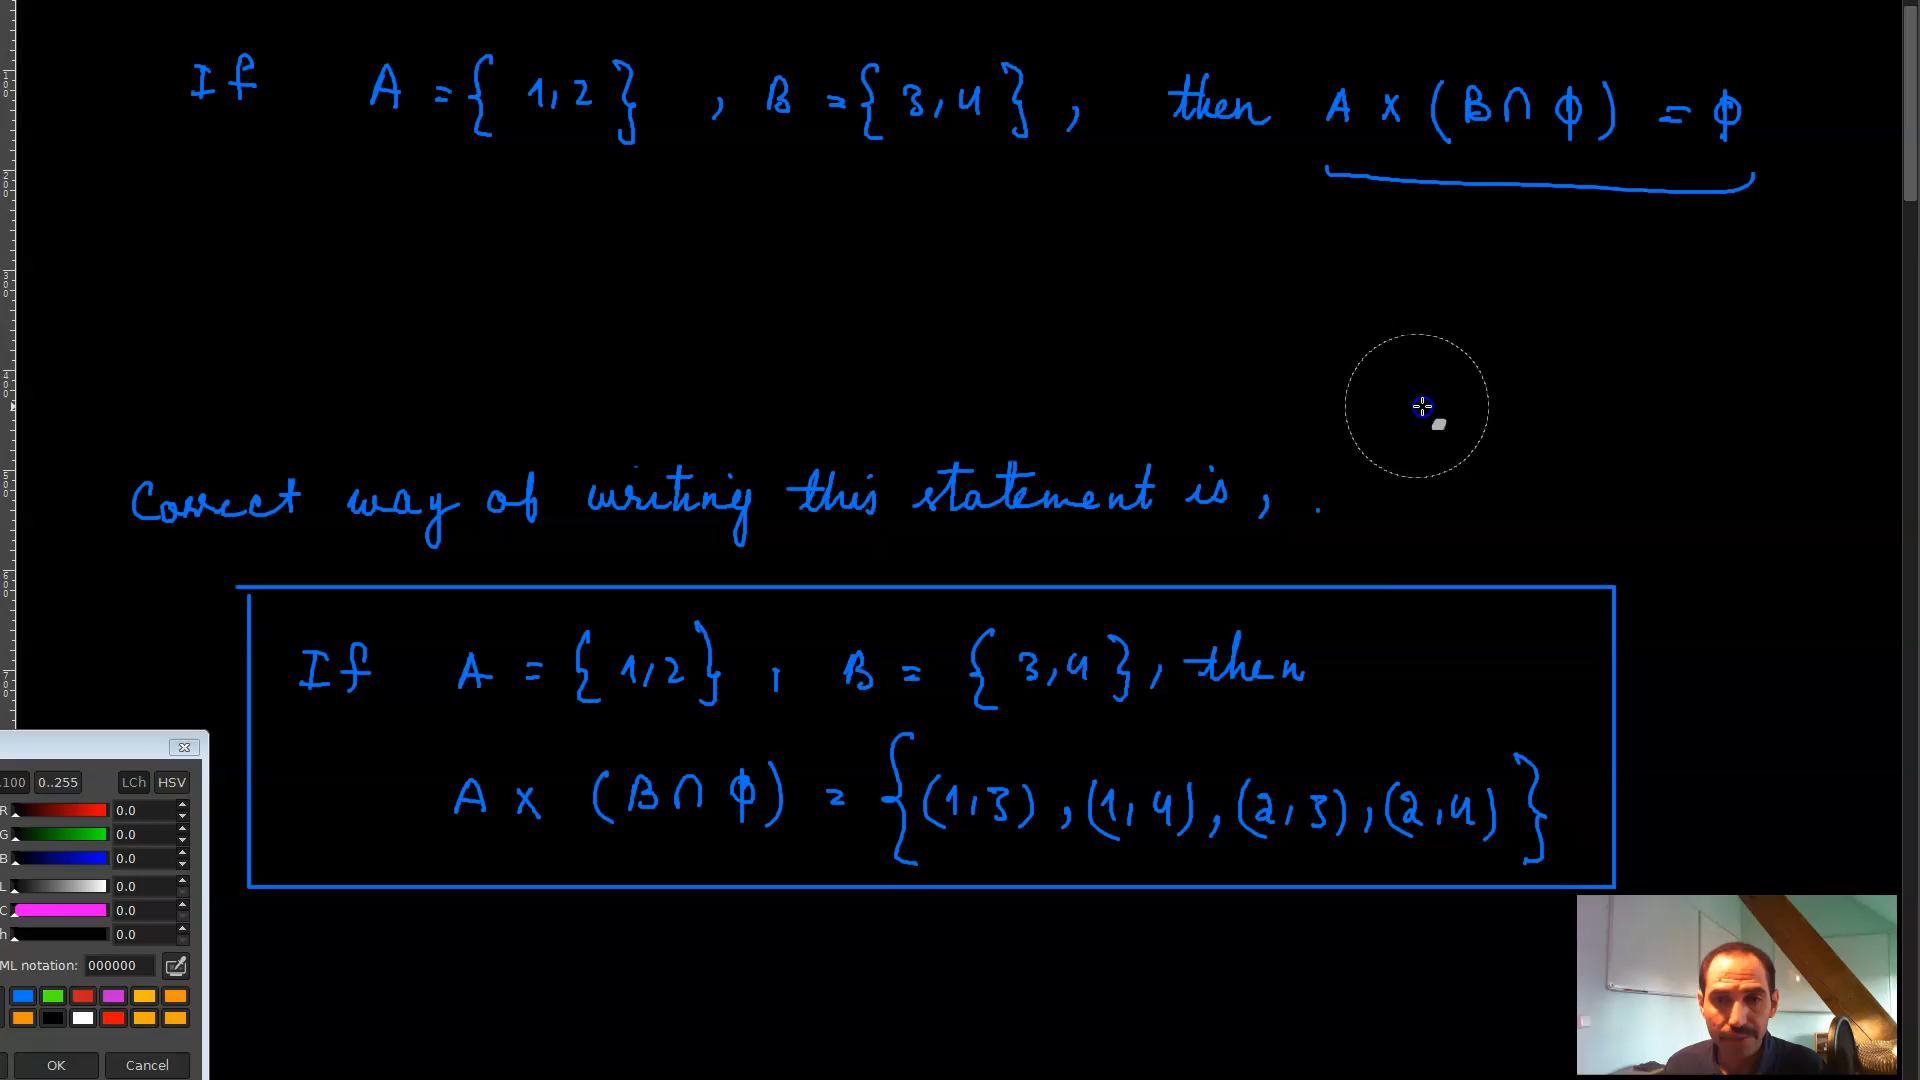 If A = { 1,2 } , B = { 3,4 } , then A × ( B ∩ ϕ ) = ϕ
Correct way of writing this statement is, .
If A = { 1,2 } , B = { 3,4 }, then
A × ( B ∩ ϕ ) = { (1,3) , (1,4) , (2,3) , (2,4) }
.100 0..255 LCh HSV
R 0.0
G 0.0
B 0.0
L 0.0
C 0.0
h 0.0
ML notation: 000000
OK Cancel